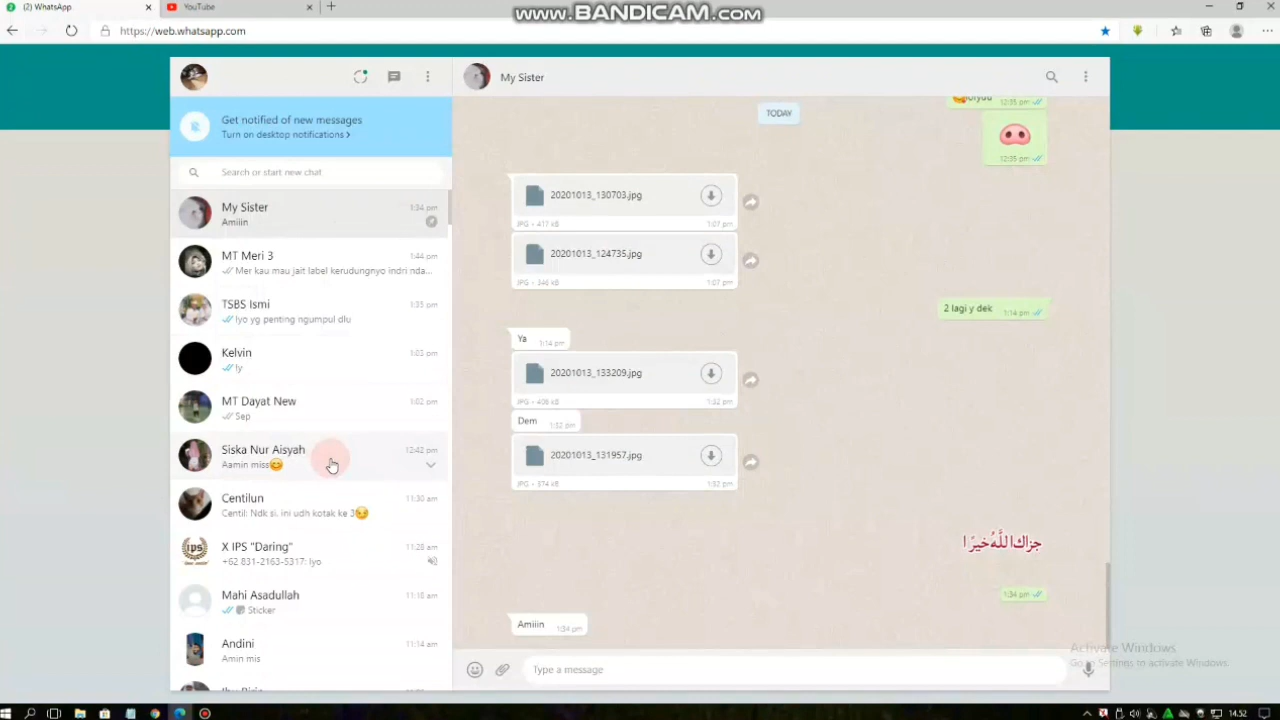 www.BANDICAM.com
(2) WhatsApp
YouTube
https://web.whatsapp.com
My Sister
Get notified of new messages
Turn on desktop notifications >
Search or start new chat
My Sister 1:34 pm
Amiiin
MT Meri 3 1:44 pm
Mer kau mau jait label kerudungnyo indri nda...
TSBS Ismi 1:35 pm
Iyo yg penting ngumpul dlu
Kelvin 1:03 pm
Iy
MT Dayat New 1:02 pm
Sep
Siska Nur Aisyah 12:42 pm
Aamin miss😊
Centilun 11:30 am
Centil: Ndk si. ini udh kotak ke 3😉
X IPS "Daring" 11:28 am
+62 831-2163-5317: Iyo
IPS
Mahi Asadullah 11:18 am
Sticker
Andini 11:14 am
Amin mis
12:35 pm
TODAY
12:35 pm
20201013_130703.jpg
JPG • 417 kB 1:07 pm
20201013_124735.jpg
JPG • 346 kB 1:07 pm
2 lagi y dek 1:14 pm
Ya 1:14 pm
20201013_133209.jpg
JPG • 408 kB 1:32 pm
Dem 1:32 pm
20201013_131957.jpg
JPG • 374 kB 1:32 pm
جزاك اللَّهُ خيرًا
1:34 pm
Amiiin 1:34 pm
Type a message
Activate Windows
Go to Settings to activate Windows.
14.52